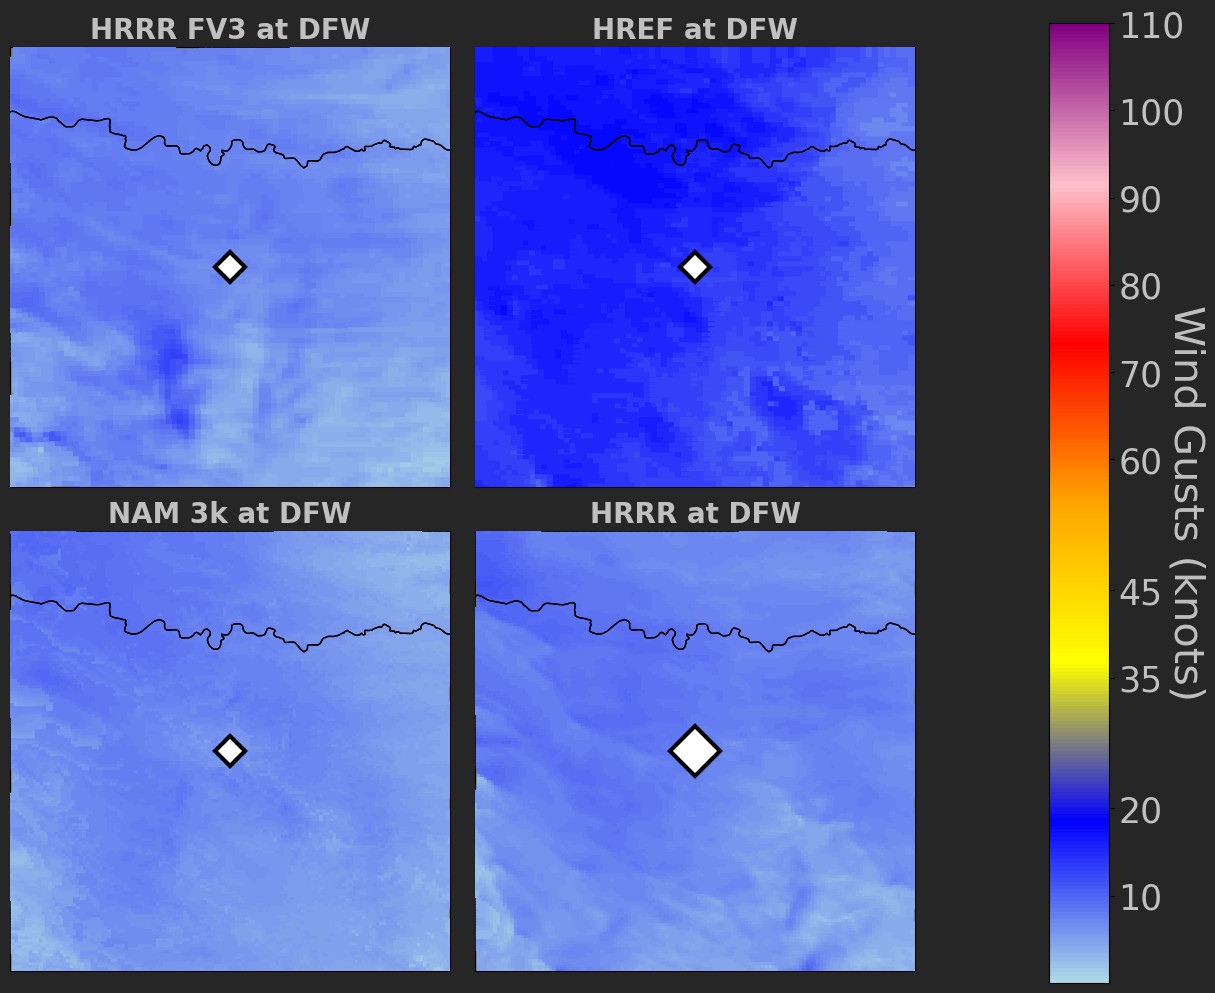 HRRR FV3 at DFW
HREF at DFW
NAM 3k at DFW
HRRR at DFW
110
100
90
80
70
60
45
35
20
10
Wind Gusts (knots)